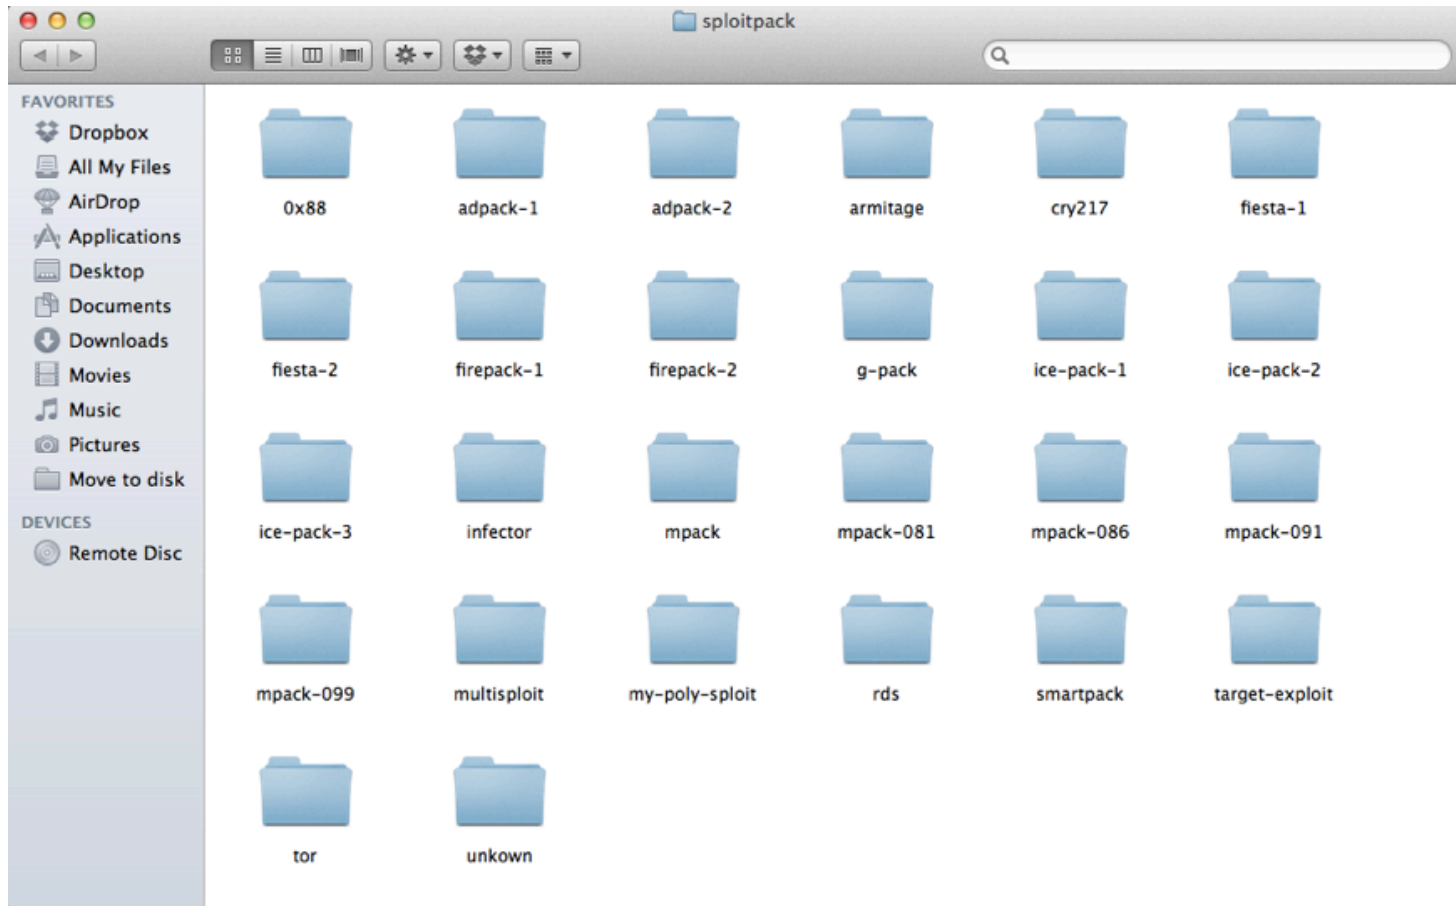 sploitpack
FAVORITES
Dropbox
All My Files
AirDrop
Applications
Desktop
Documents
Downloads
Movies
Music
Pictures
Move to disk
DEVICES
Remote Disc
0x88 adpack-1 adpack-2 armitage cry217 fiesta-1
fiesta-2 firepack-1 firepack-2 g-pack ice-pack-1 ice-pack-2
ice-pack-3 infector mpack mpack-081 mpack-086 mpack-091
mpack-099 multisploit my-poly-sploit rds smartpack target-exploit
tor unkown